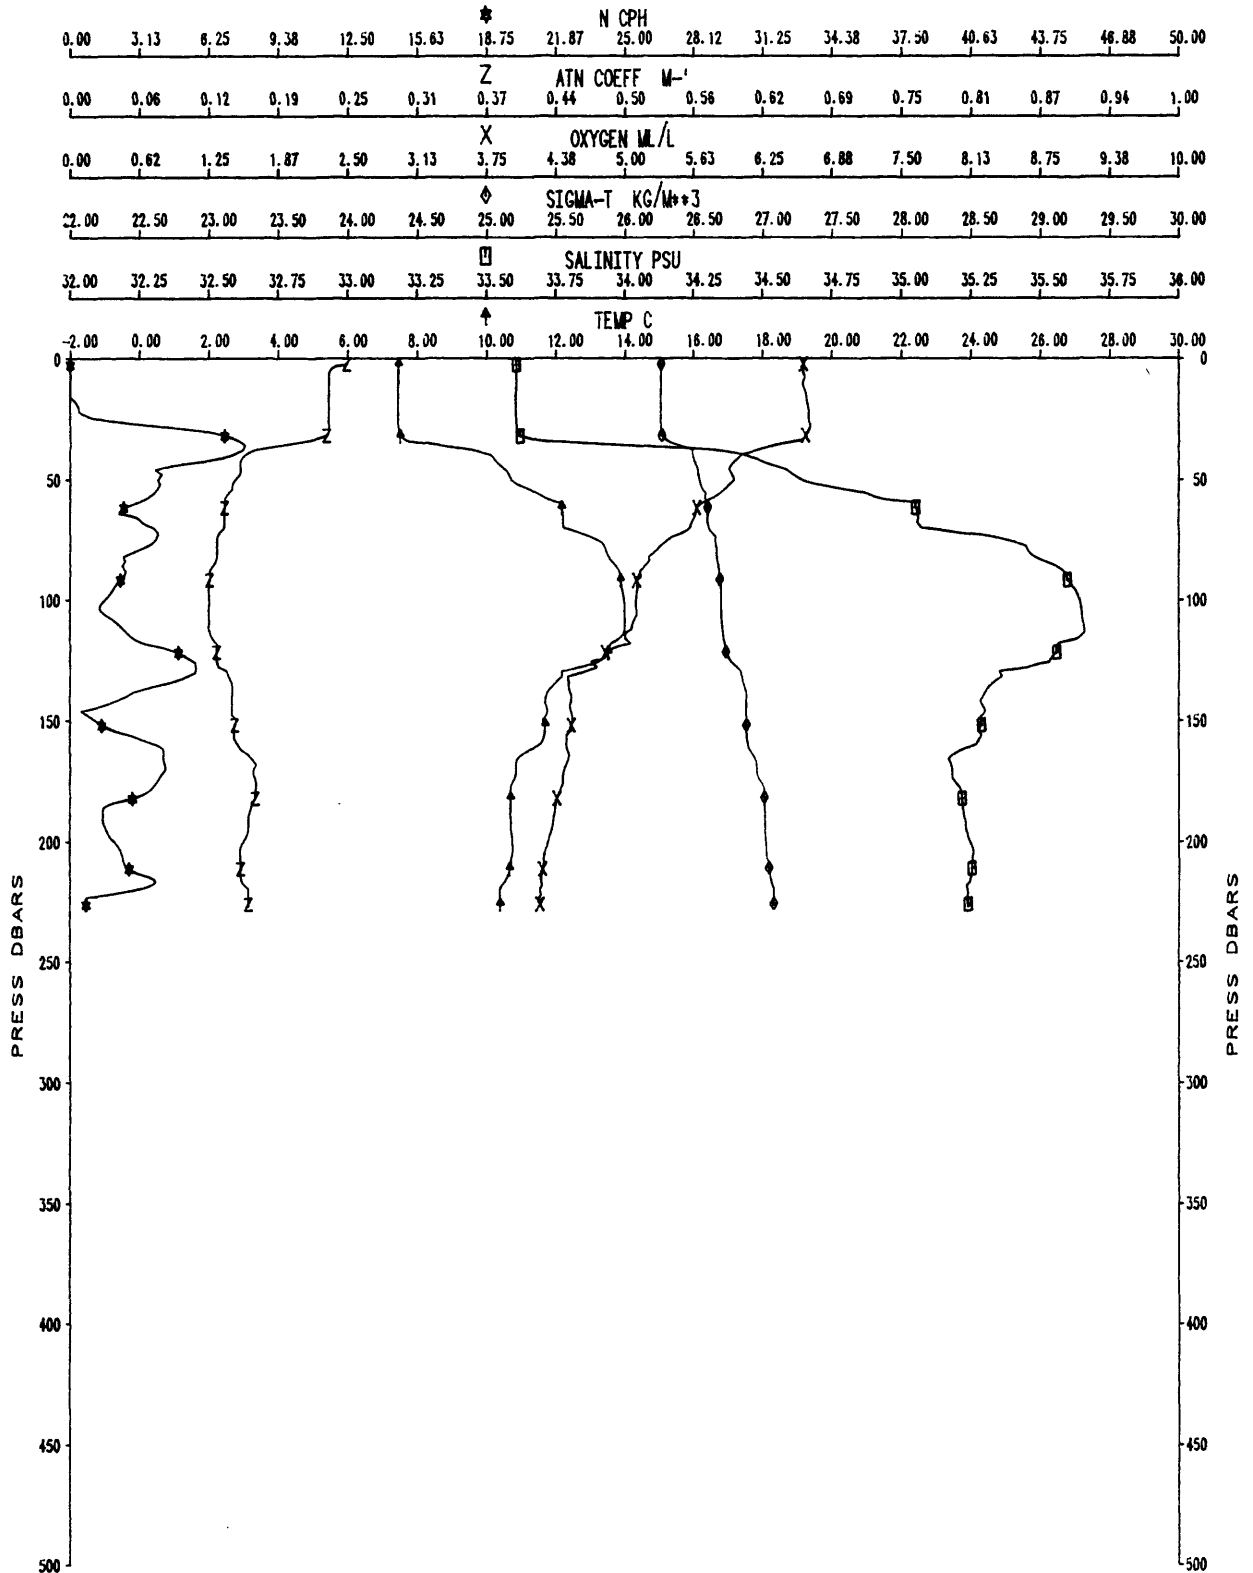 N CPH
0.00 3.13 6.25 9.38 12.50 15.63 18.75 21.87 25.00 28.12 31.25 34.38 37.50 40.63 43.75 46.88 50.00
Z ATN COEFF M-'
0.00 0.06 0.12 0.19 0.25 0.31 0.37 0.44 0.50 0.56 0.62 0.69 0.75 0.81 0.87 0.94 1.00
X OXYGEN ML/L
0.00 0.62 1.25 1.87 2.50 3.13 3.75 4.38 5.00 5.63 6.25 6.88 7.50 8.13 8.75 9.38 10.00
SIGMA-T KG/M**3
22.00 22.50 23.00 23.50 24.00 24.50 25.00 25.50 26.00 26.50 27.00 27.50 28.00 28.50 29.00 29.50 30.00
SALINITY PSU
32.00 32.25 32.50 32.75 33.00 33.25 33.50 33.75 34.00 34.25 34.50 34.75 35.00 35.25 35.50 35.75 36.00
TEMP C
-2.00 0.00 2.00 4.00 6.00 8.00 10.00 12.00 14.00 16.00 18.00 20.00 22.00 24.00 26.00 28.00 30.00
0 0
50 50
100 100
150 150
200 200
250 250
300 300
350 350
400 400
450 450
500 500
PRESS DBARS
PRESS DBARS